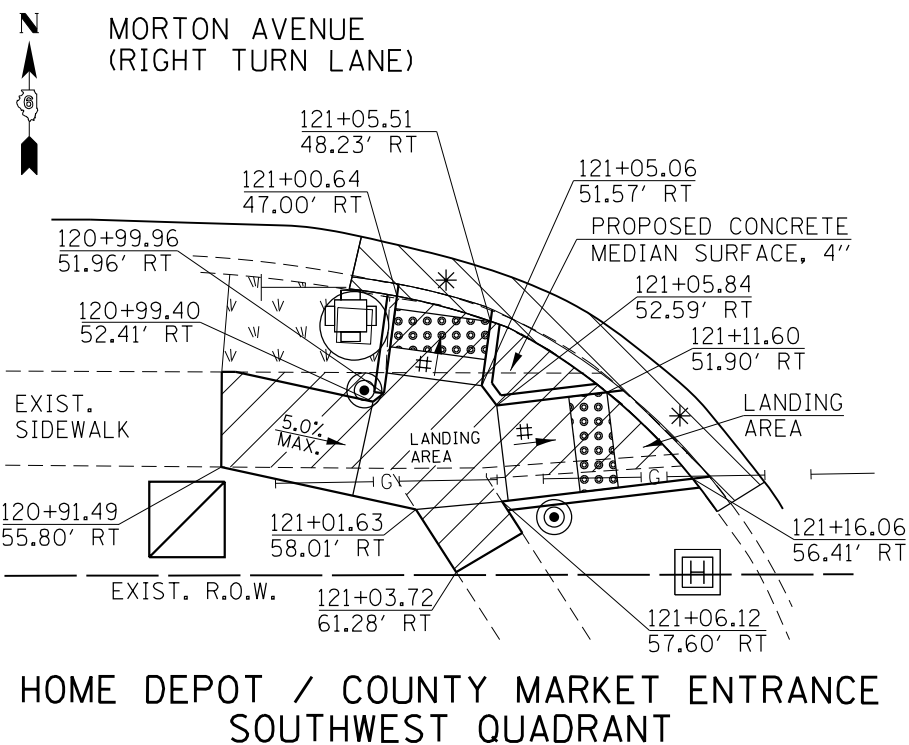 N
MORTON AVENUE
(RIGHT TURN LANE)
6
121+05.51
48.23' RT
121+00.64
47.00' RT
121+05.06
51.57' RT
120+99.96
51.96' RT
PROPOSED CONCRETE
MEDIAN SURFACE, 4''
121+05.84
52.59' RT
120+99.40
52.41' RT
121+11.60
51.90' RT
#
EXIST.
SIDEWALK
5.0%
MAX.
LANDING
AREA
#
LANDING
AREA
G
G
120+91.49
55.80' RT
121+01.63
58.01' RT
121+16.06
56.41' RT
EXIST. R.O.W.
H
121+03.72
61.28' RT
121+06.12
57.60' RT
HOME DEPOT / COUNTY MARKET ENTRANCE
SOUTHWEST QUADRANT